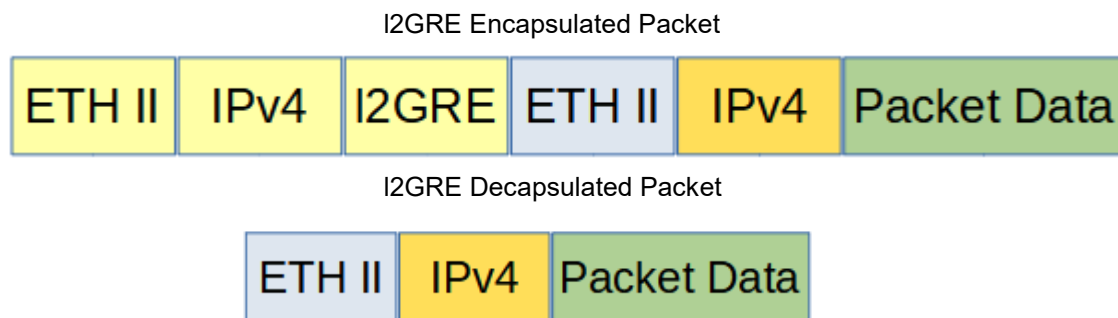 l2GRE Encapsulated Packet
ETH II IPv4 l2GRE ETH II IPv4 Packet Data
l2GRE Decapsulated Packet
ETH II IPv4 Packet Data